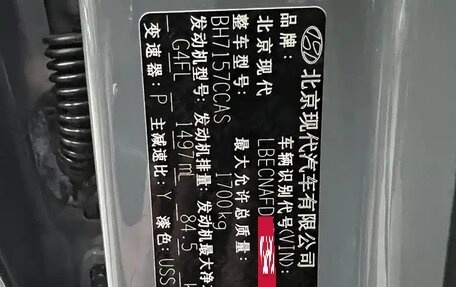 北京现代汽车有限公司
品牌: 车辆识别代号(VIN):
北京现代 LBECNAFD
整车型号: 最大允许总质量:
BH7157CCAS 1700kg
发动机型号: 发动机排量: 发动机最大净
G4FL 1497ml 84.5
变速器: P 主减速比: Y 漆色: USS